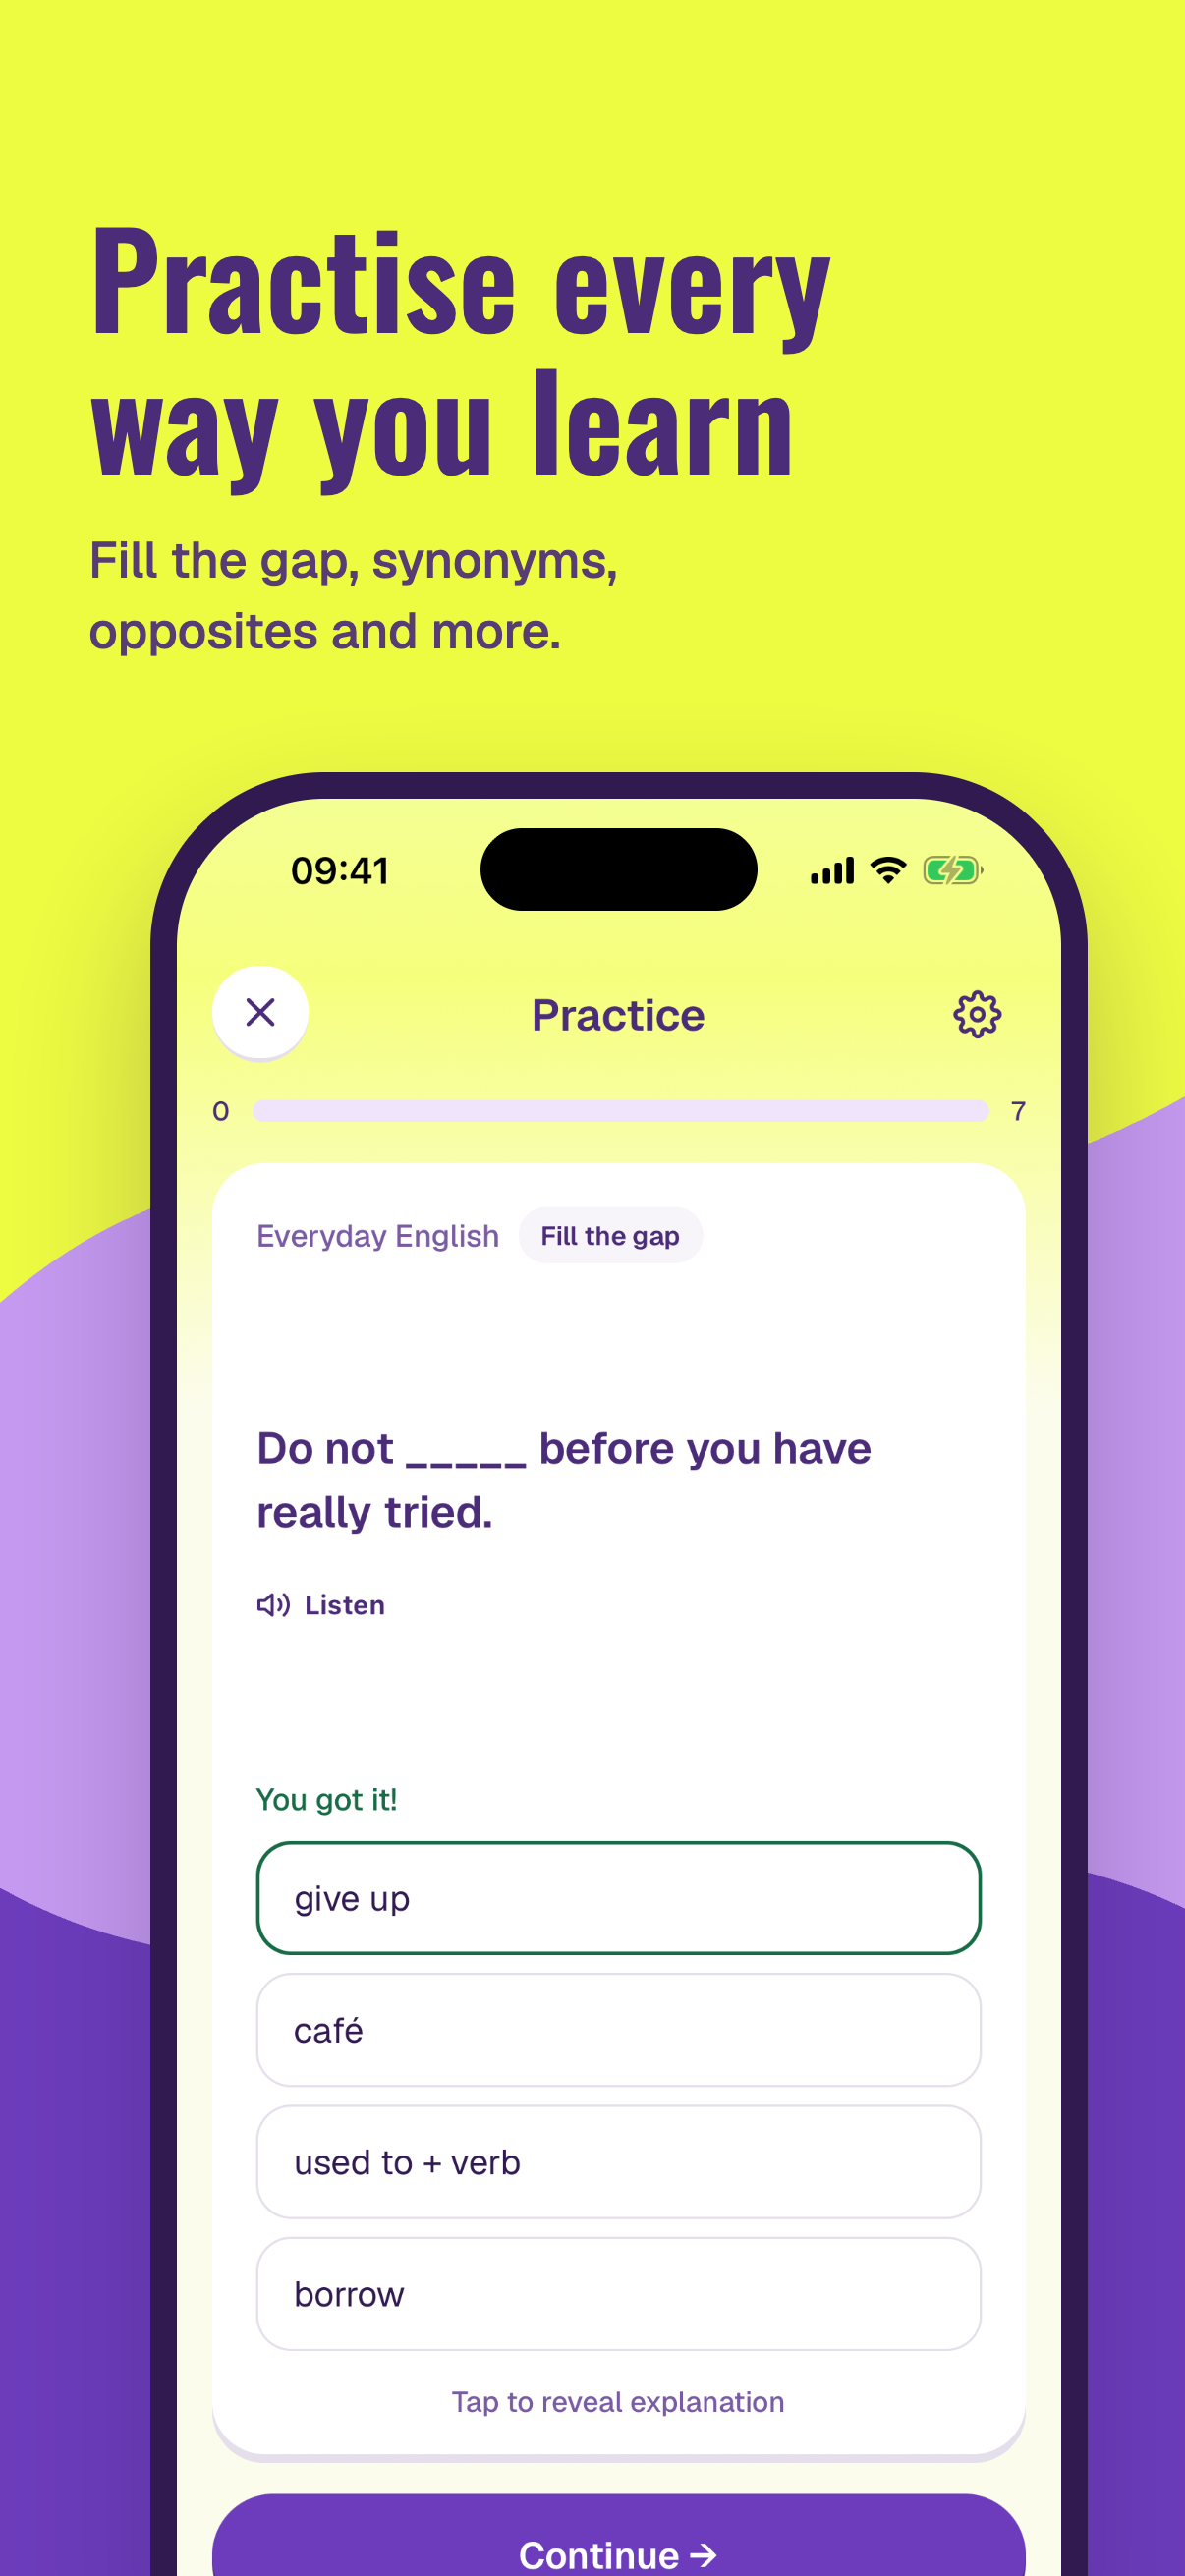 Practise every
way you learn
Fill the gap, synonyms,
opposites and more.
09:41
Practice
0 7
Everyday English Fill the gap
Do not _____ before you have
really tried.
Listen
You got it!
give up
café
used to + verb
borrow
Tap to reveal explanation
Continue →